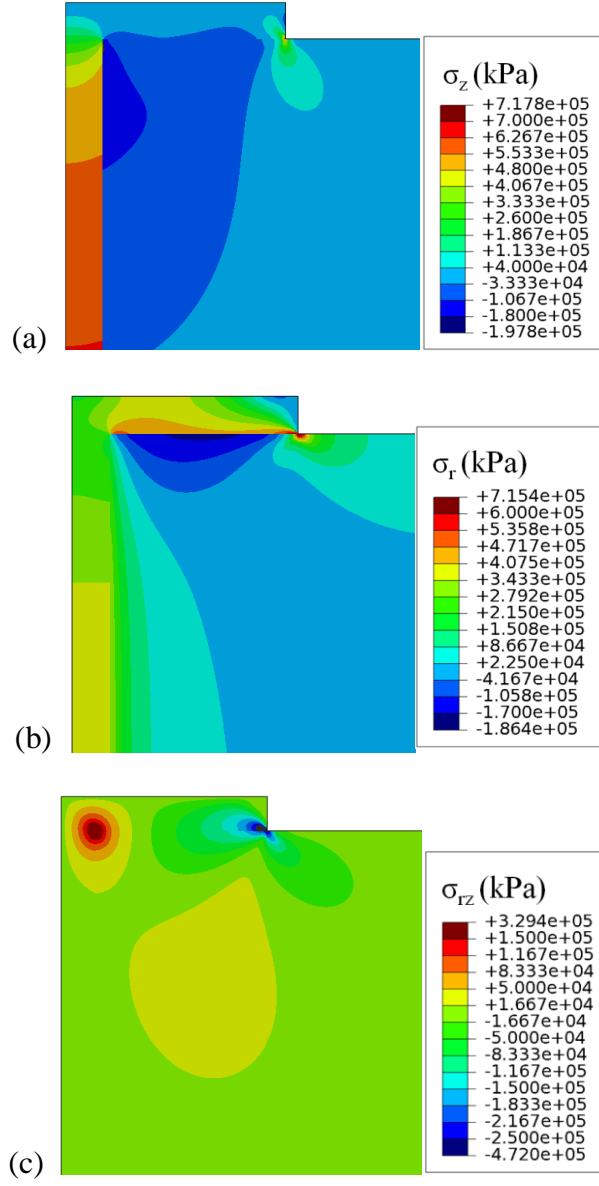 σz (kPa)
+7.178e+05
+7.000e+05
+6.267e+05
+5.533e+05
+4.800e+05
+4.067e+05
+3.333e+05
+2.600e+05
+1.867e+05
+1.133e+05
+4.000e+04
-3.333e+04
-1.067e+05
-1.800e+05
-1.978e+05
(a)
σr (kPa)
+7.154e+05
+6.000e+05
+5.358e+05
+4.717e+05
+4.075e+05
+3.433e+05
+2.792e+05
+2.150e+05
+1.508e+05
+8.667e+04
+2.250e+04
-4.167e+04
-1.058e+05
-1.700e+05
-1.864e+05
(b)
σrz (kPa)
+3.294e+05
+1.500e+05
+1.167e+05
+8.333e+04
+5.000e+04
+1.667e+04
-1.667e+04
-5.000e+04
-8.333e+04
-1.167e+05
-1.500e+05
-1.833e+05
-2.167e+05
-2.500e+05
-4.720e+05
(c)